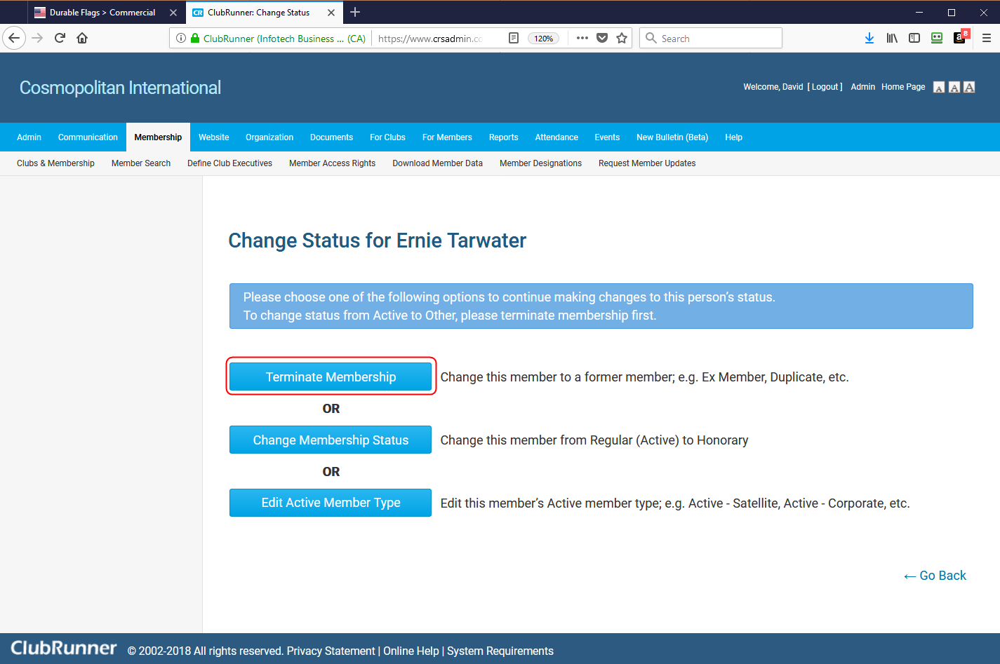 Durable Flags > Commercial
CR ClubRunner: Change Status
ClubRunner (Infotech Business ... (CA)
https://www.crsadmin.co
120%
Search
a 8
Cosmopolitan International
Welcome, David [ Logout ] Admin Home Page A A A
Admin Communication Membership Website Organization Documents For Clubs For Members Reports Attendance Events New Bulletin (Beta) Help
Clubs & Membership Member Search Define Club Executives Member Access Rights Download Member Data Member Designations Request Member Updates
Change Status for Ernie Tarwater
Please choose one of the following options to continue making changes to this person’s status.
To change status from Active to Other, please terminate membership first.
Terminate Membership Change this member to a former member; e.g. Ex Member, Duplicate, etc.
OR
Change Membership Status Change this member from Regular (Active) to Honorary
OR
Edit Active Member Type Edit this member’s Active member type; e.g. Active - Satellite, Active - Corporate, etc.
← Go Back
ClubRunner © 2002-2018 All rights reserved. Privacy Statement | Online Help | System Requirements